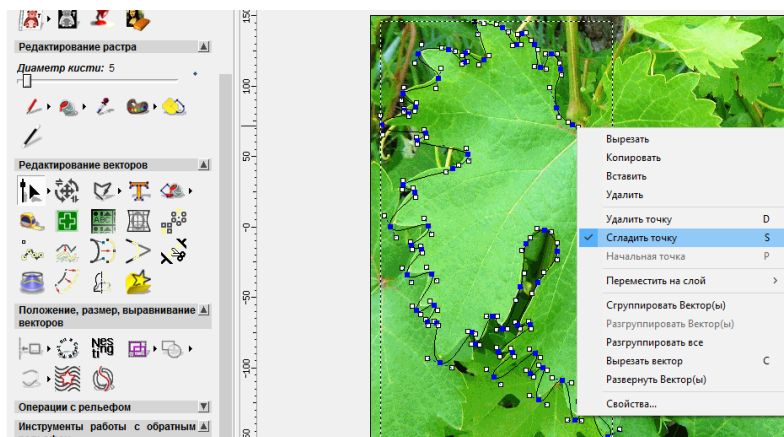 Редактирование растра
Диаметр кисти: 5
Редактирование векторов
ABC
Положение, размер, выравнивание
векторов
Nes
ting
Операции с рельефом
Инструменты работы с обратным
150
100
50
-0
-50
-100
Вырезать
Копировать
Вставить
Удалить
Удалить точку D
Сгладить точку S
Начальная точка P
Переместить на слой
Сгруппировать Вектор(ы)
Разгруппировать Вектор(ы)
Разгруппировать все
Вырезать вектор C
Развернуть Вектор(ы)
Свойства...